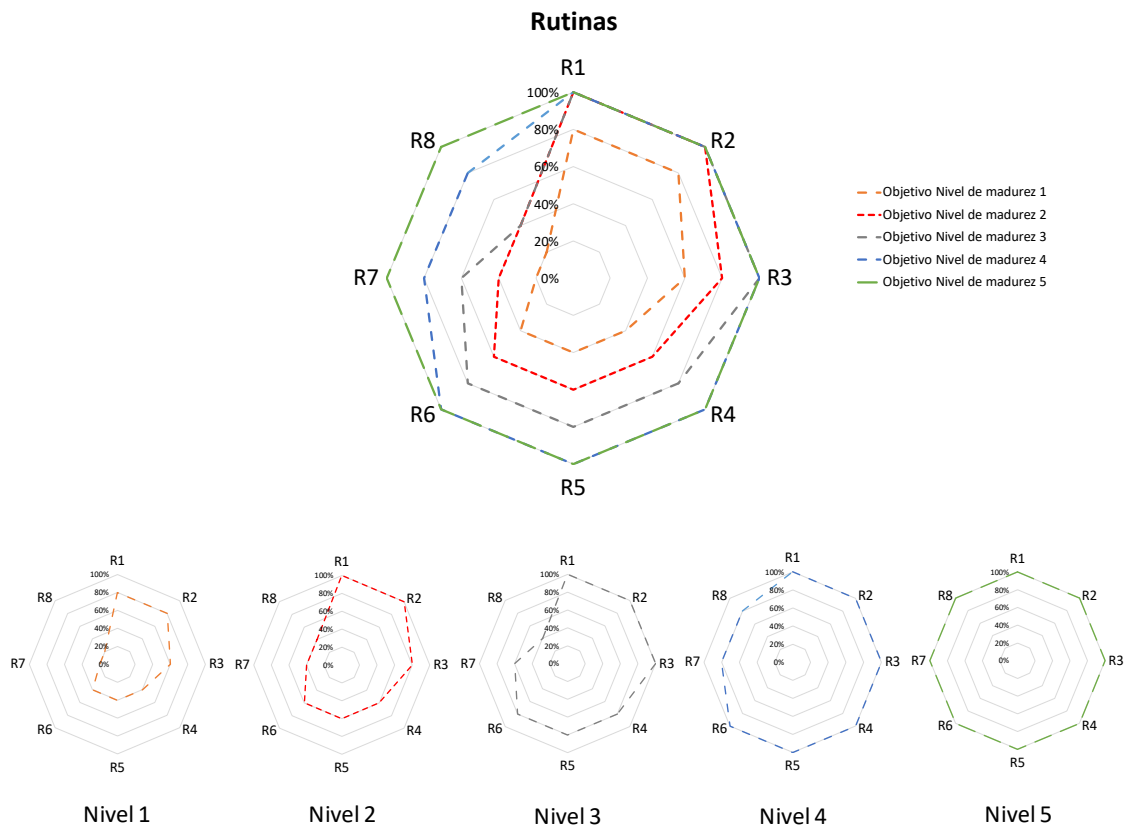 Rutinas
R1
100%
R8
R2
80%
60%
40%
20%
R7
0%
R3
R6
R4
R5
Objetivo Nivel de madurez 1
Objetivo Nivel de madurez 2
Objetivo Nivel de madurez 3
Objetivo Nivel de madurez 4
Objetivo Nivel de madurez 5
R1
100%
R8
80%
R2
60%
40%
20%
R7
0%
R3
R6
R4
R5
Nivel 1
R1
100%
R8
80%
R2
60%
40%
20%
R7
0%
R3
R6
R4
R5
Nivel 2
R1
100%
R8
80%
R2
60%
40%
20%
R7
0%
R3
R6
R4
R5
Nivel 3
R1
100%
R8
80%
R2
60%
40%
20%
R7
0%
R3
R6
R4
R5
Nivel 4
R1
100%
R8
80%
R2
60%
40%
20%
R7
0%
R3
R6
R4
R5
Nivel 5